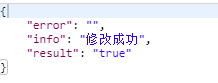 {
    "error": "",
    "info": "修改成功",
    "result": "true"
}